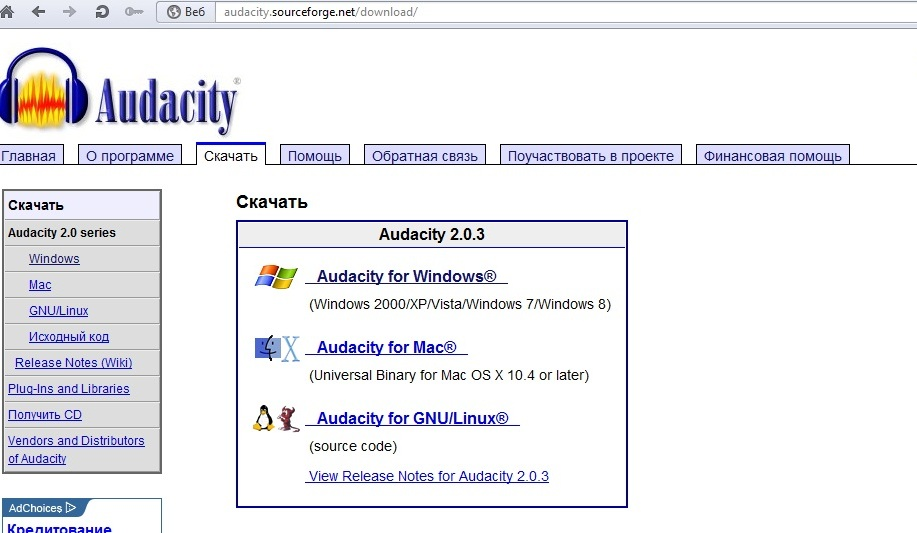 Веб
audacity.sourceforge.net/download/
Audacity®
Главная
О программе
Скачать
Помощь
Обратная связь
Поучаствовать в проекте
Финансовая помощь
Скачать
Audacity 2.0 series
Windows
Mac
GNU/Linux
Исходный код
Release Notes (Wiki)
Plug-Ins and Libraries
Получить CD
Vendors and Distributors
of Audacity
AdChoices
Кредитование
Скачать
Audacity 2.0.3
Audacity for Windows®
(Windows 2000/XP/Vista/Windows 7/Windows 8)
X
Audacity for Mac®
(Universal Binary for Mac OS X 10.4 or later)
Audacity for GNU/Linux®
(source code)
View Release Notes for Audacity 2.0.3